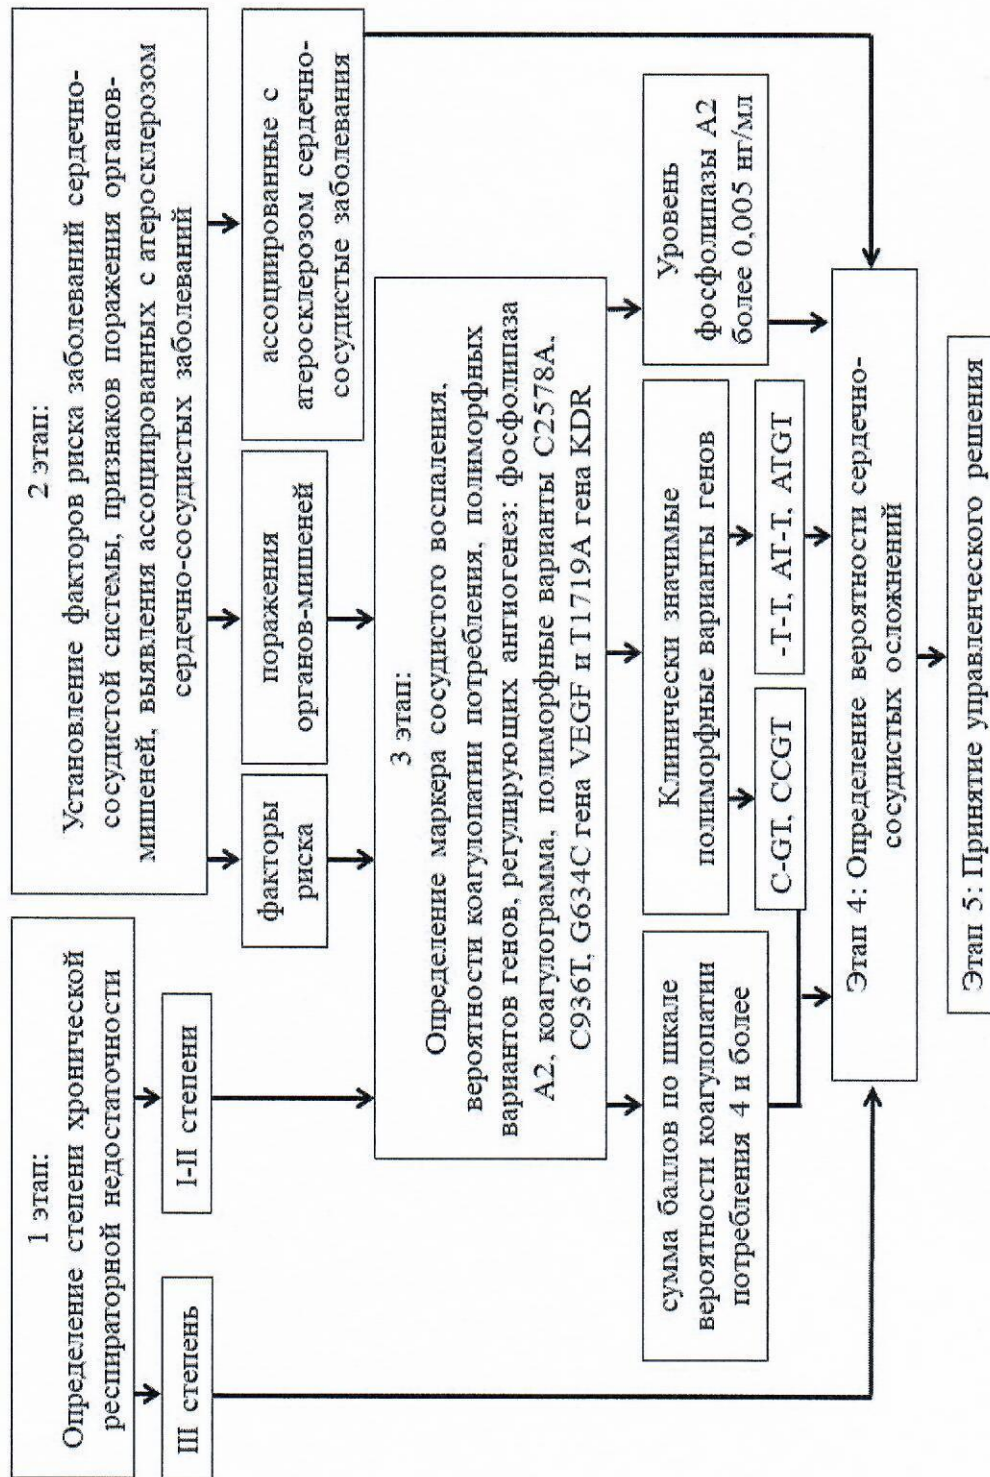 1 этап:
Определение степени хронической
респираторной недостаточности
III степень
I-II степени
2 этап:
Установление факторов риска заболеваний сердечно-
сосудистой системы, признаков поражения органов-
мишеней, выявления ассоциированных с атеросклерозом
сердечно-сосудистых заболеваний
факторы
риска
поражения
органов-мишеней
ассоциированные с
атеросклерозом сердечно-
сосудистые заболевания
3 этап:
Определение маркера сосудистого воспаления,
вероятности коагулопатии потребления, полиморфных
вариантов генов, регулирующих ангиогенез: фосфолипаза
А2, коагулограмма, полиморфные варианты С2578А,
С936Т, G634C гена VEGF и Т1719А гена KDR
сумма баллов по шкале
вероятности коагулопатии
потребления 4 и более
Клинически значимые
полиморфные варианты генов
C-GT, CCGT
-T-T, AT-T, ATGT
Уровень
фосфолипазы А2
более 0,005 нг/мл
Этап 4: Определение вероятности сердечно-
сосудистых осложнений
Этап 5: Принятие управленческого решения